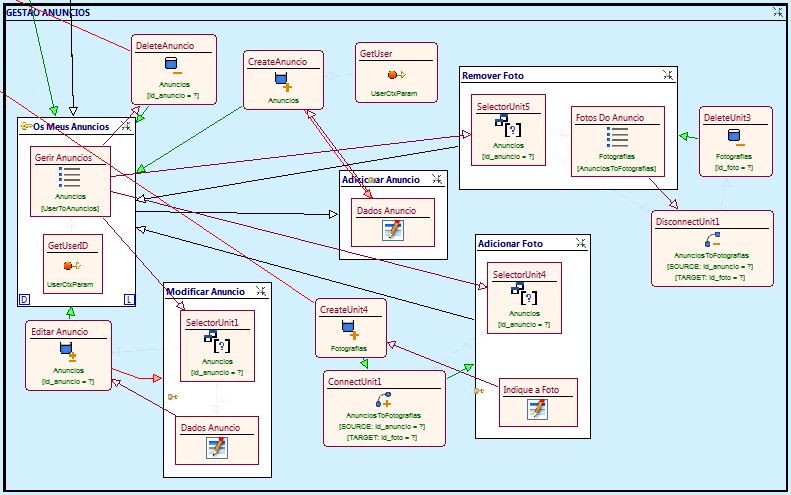 GESTÃO ANUNCIOS
DeleteAnuncio
Anuncios
[id_anuncio = ?]
CreateAnuncio
Anuncios
GetUser
UserCtxParam
Remover Foto
SelectorUnit5
Anuncios
[id_anuncio = ?]
Fotos Do Anuncio
Fotografias
[AnunciosToFotografias]
DeleteUnit3
Fotografias
[id_foto = ?]
Os Meus Anuncios
Gerir Anuncios
Anuncios
[UserToAnuncios]
GetUserID
UserCtxParam
D
L
Adicionar Anuncio
Dados Anuncio
DisconnectUnit1
AnunciosToFotografias
[SOURCE: id_anuncio = ?]
[TARGET: id_foto = ?]
Adicionar Foto
SelectorUnit4
Anuncios
[id_anuncio = ?]
Indique a Foto
Modificar Anuncio
SelectorUnit1
Anuncios
[id_anuncio = ?]
Dados Anuncio
CreateUnit4
Fotografias
Editar Anuncio
Anuncios
[id_anuncio = ?]
ConnectUnit1
AnunciosToFotografias
[SOURCE: id_anuncio = ?]
[TARGET: id_foto = ?]